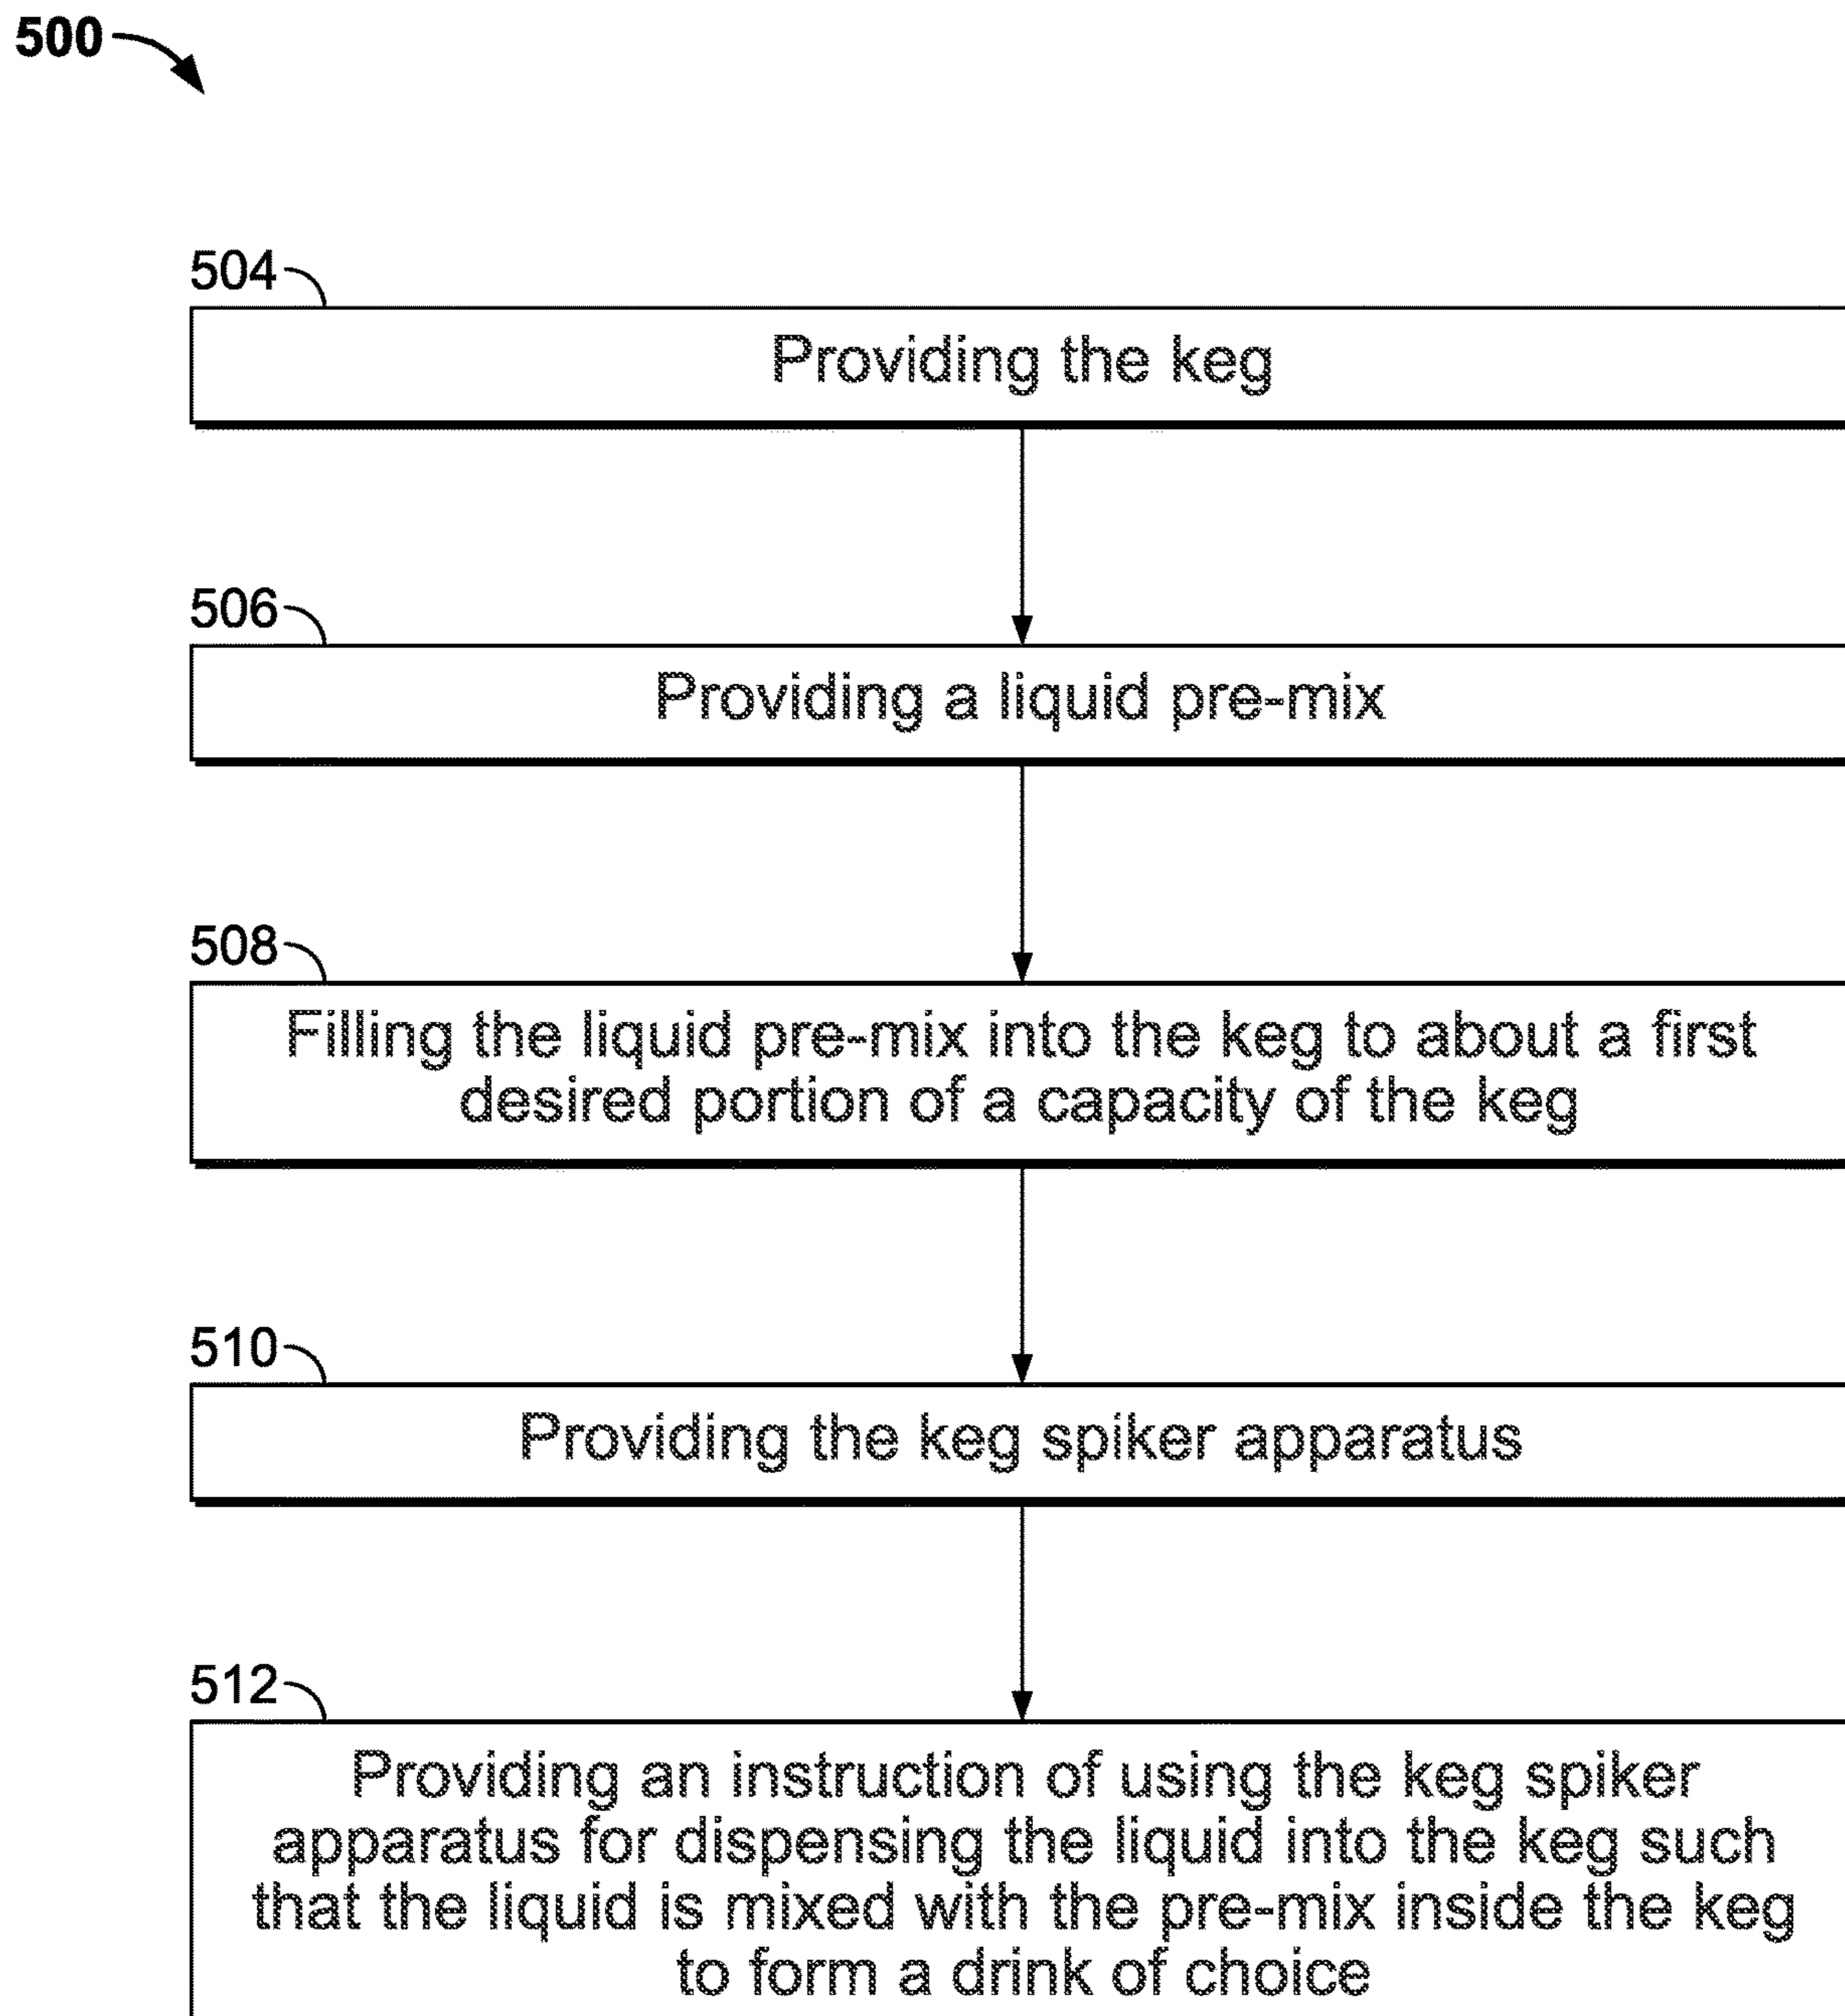 500
504
Providing the keg
506
Providing a liquid pre-mix
508
Filling the liquid pre-mix into the keg to about a first
desired portion of a capacity of the keg
510
Providing the keg spiker apparatus
512
Providing an instruction of using the keg spiker
apparatus for dispensing the liquid into the keg such
that the liquid is mixed with the pre-mix inside the keg
to form a drink of choice